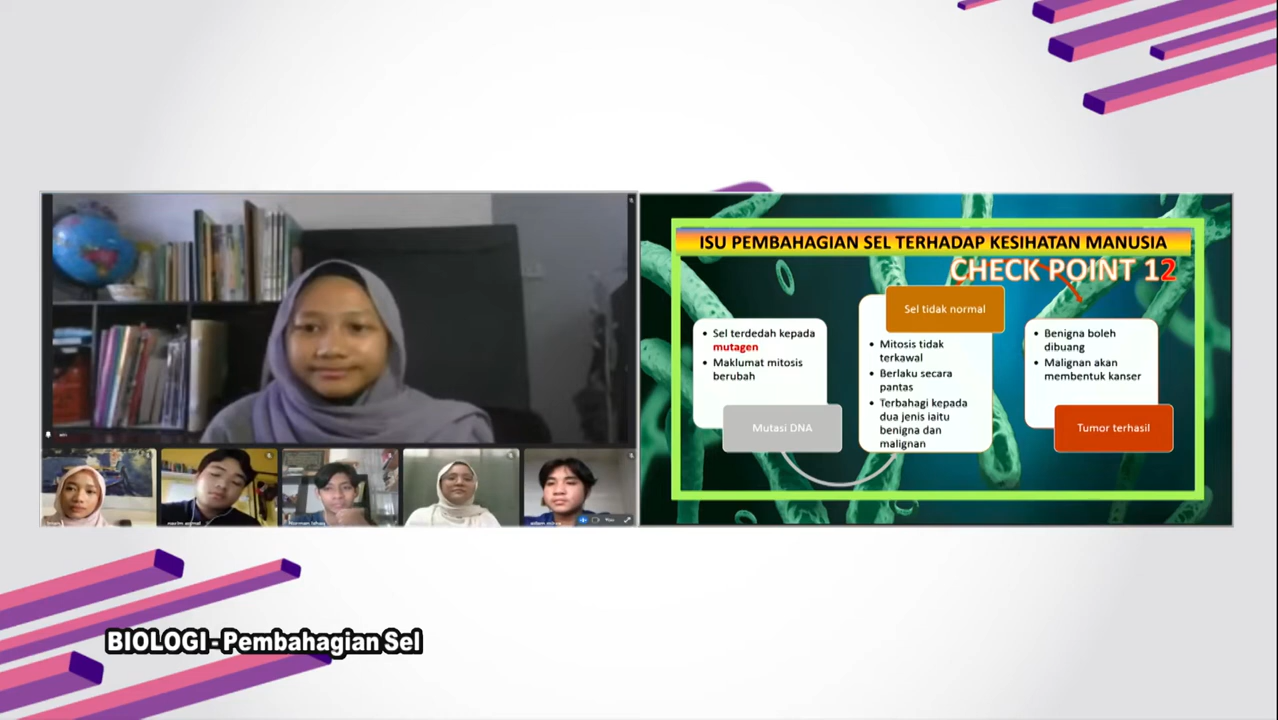 ISU PEMBAHAGIAN SEL TERHADAP KESIHATAN MANUSIA
CHECK POINT 12
• Sel terdedah kepada
mutagen
• Maklumat mitosis
berubah
Mutasi DNA
Sel tidak normal
• Mitosis tidak
terkawal
• Berlaku secara
pantas
• Terbahagi kepada
dua jenis iaitu
benigna dan
malignan
• Benigna boleh
dibuang
• Malignan akan
membentuk kanser
Tumor terhasil
BIOLOGI - Pembahagian Sel